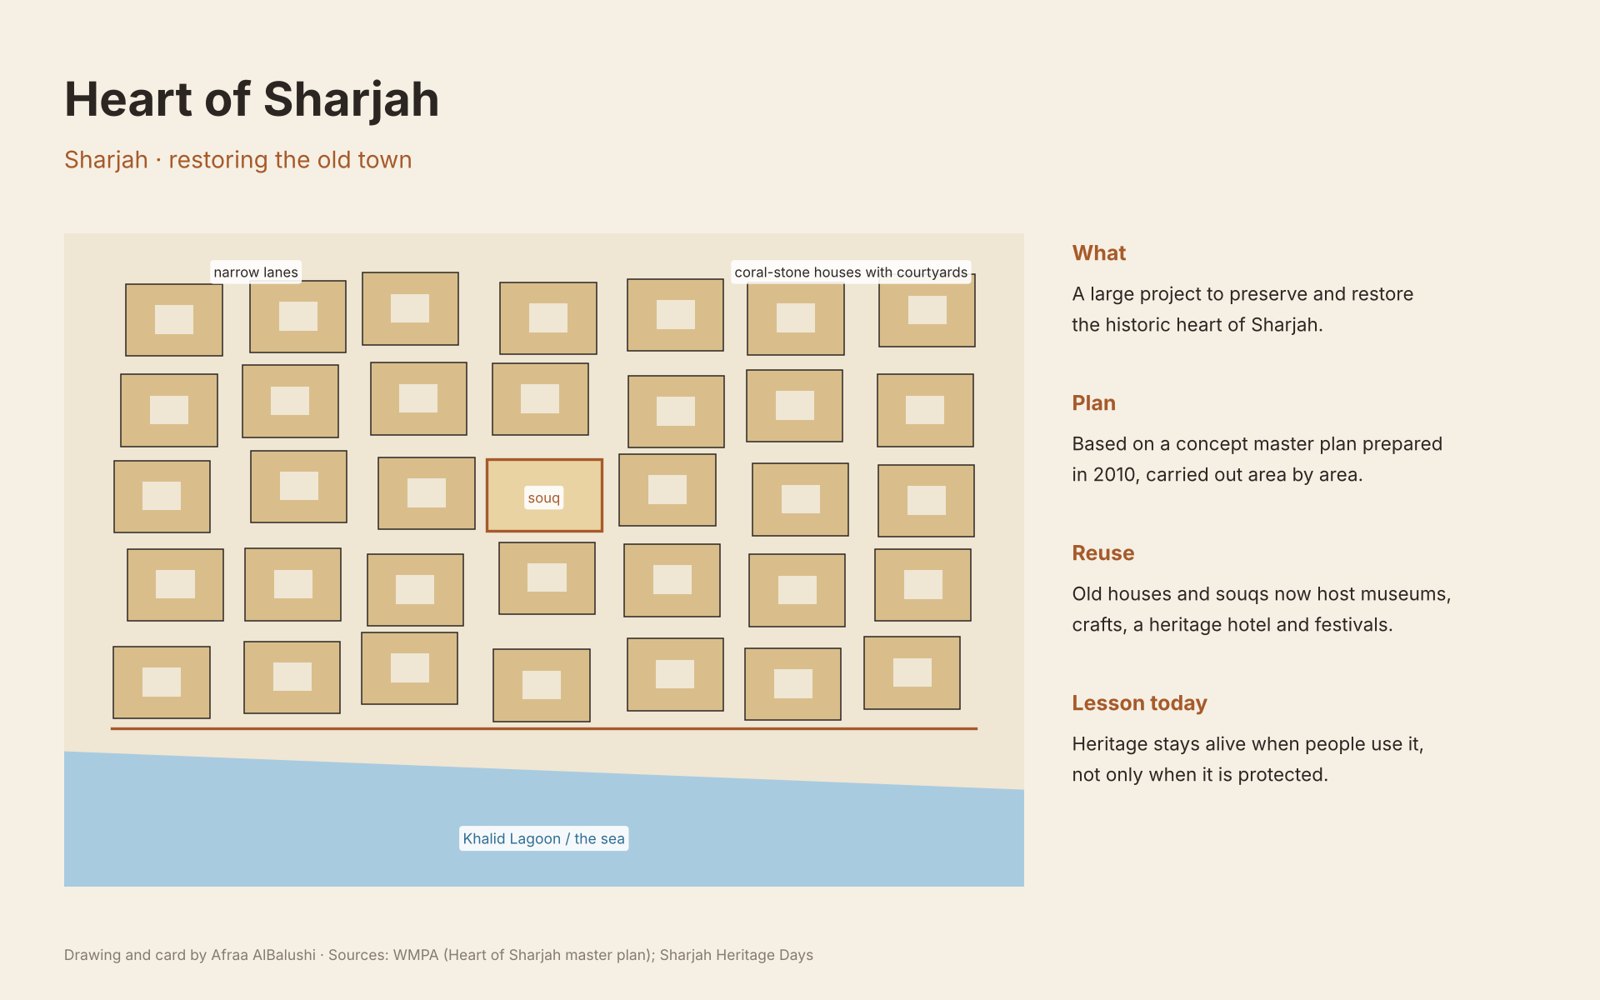 Heart of Sharjah
Sharjah · restoring the old town
narrow lanes
coral-stone houses with courtyards
souq
Khalid Lagoon / the sea
What
A large project to preserve and restore
the historic heart of Sharjah.
Plan
Based on a concept master plan prepared
in 2010, carried out area by area.
Reuse
Old houses and souqs now host museums,
crafts, a heritage hotel and festivals.
Lesson today
Heritage stays alive when people use it,
not only when it is protected.
Drawing and card by Afraa AlBalushi · Sources: WMPA (Heart of Sharjah master plan); Sharjah Heritage Days